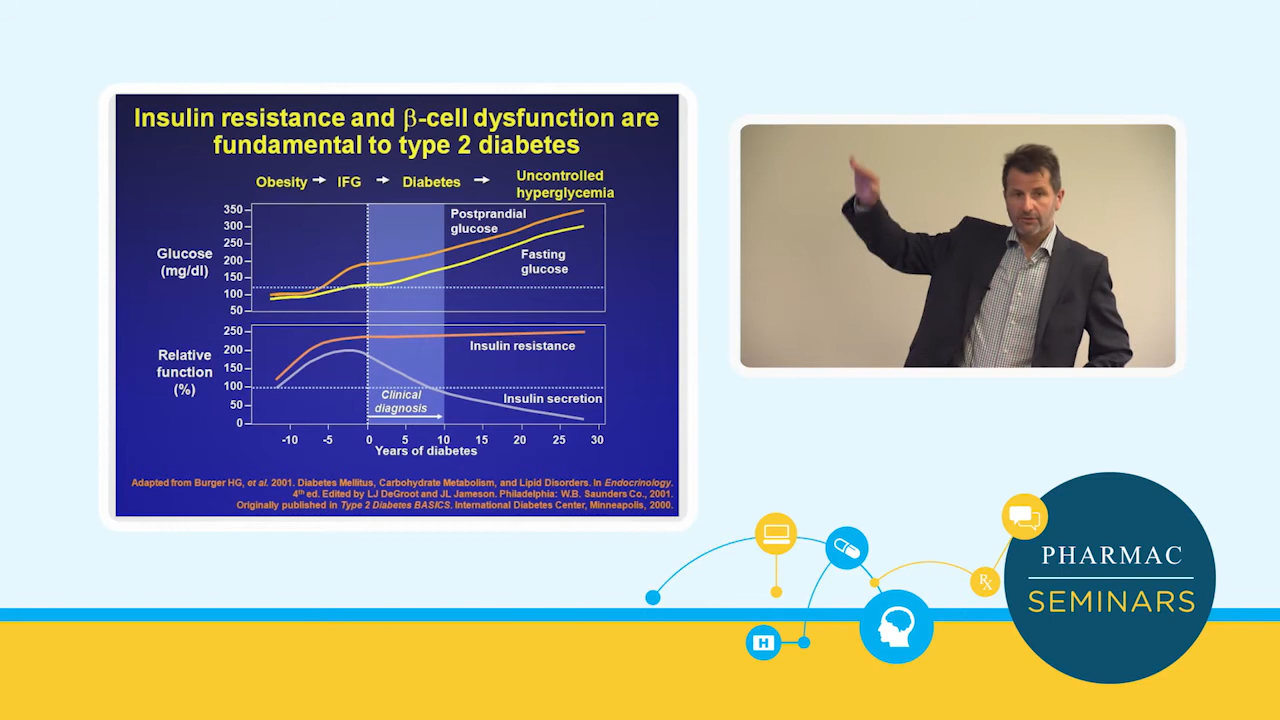 Insulin resistance and β-cell dysfunction are
fundamental to type 2 diabetes
Obesity → IFG → Diabetes → Uncontrolled
hyperglycemia
Glucose
(mg/dl)
350
300
250
200
150
100
50
Postprandial
glucose
Fasting
glucose
Relative
function
(%)
250
200
150
100
50
0
Insulin resistance
Insulin secretion
Clinical
diagnosis
-10 -5 0 5 10 15 20 25 30
Years of diabetes
Adapted from Burger HG, et al. 2001. Diabetes Mellitus, Carbohydrate Metabolism, and Lipid Disorders. In Endocrinology.
4th ed. Edited by LJ DeGroot and JL Jameson. Philadelphia: W.B. Saunders Co., 2001.
Originally published in Type 2 Diabetes BASICS. International Diabetes Center, Minneapolis, 2000.
H
Rx
PHARMAC
SEMINARS